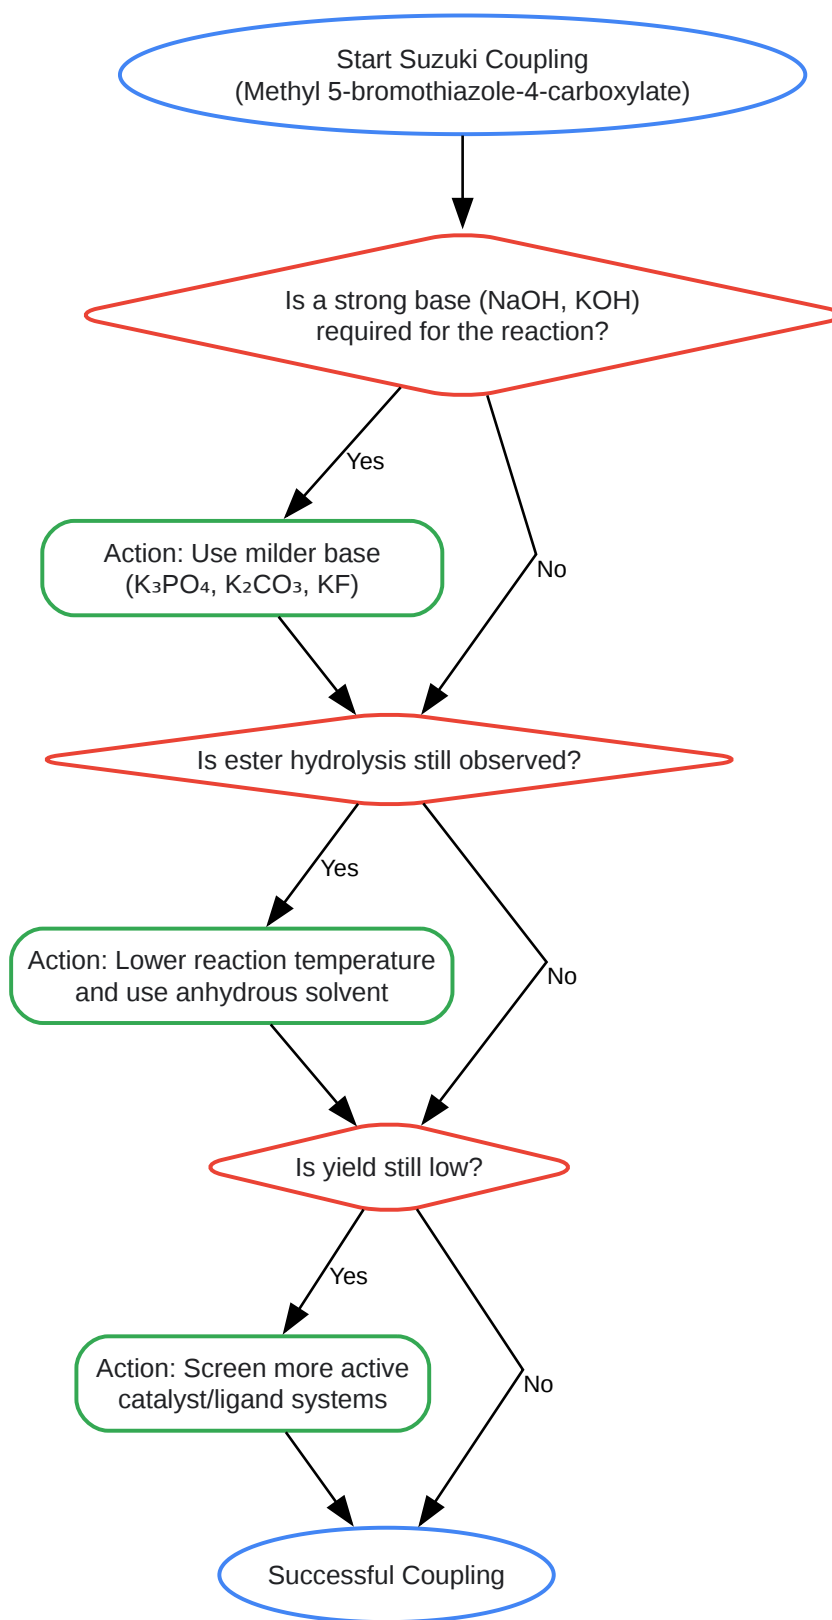 Start Suzuki Coupling
(Methyl 5-bromothiazole-4-carboxylate)
Is a strong base (NaOH, KOH)
required for the reaction?
Yes
Action: Use milder base
(K₃PO₄, K₂CO₃, KF)
No
Is ester hydrolysis still observed?
Yes
Action: Lower reaction temperature
and use anhydrous solvent
No
Is yield still low?
Yes
Action: Screen more active
catalyst/ligand systems
No
Successful Coupling